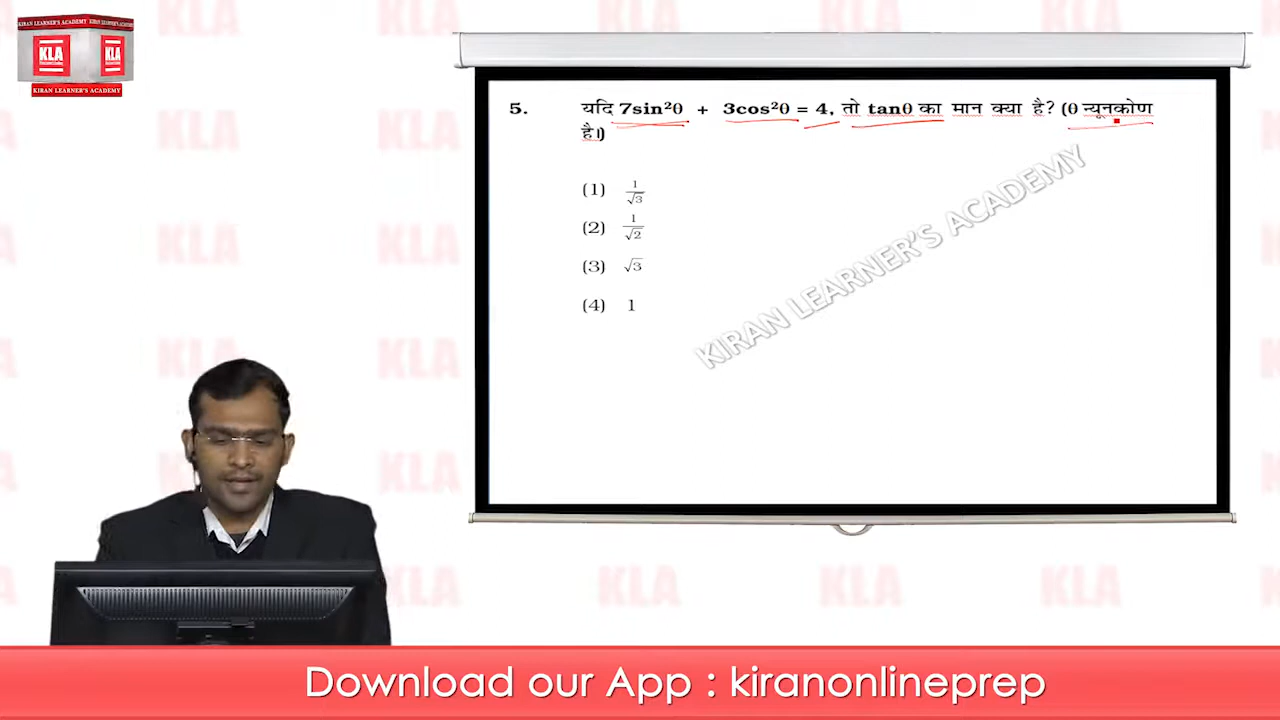 KIRAN LEARNER'S ACADEMY
KLA
KLA
KIRAN LEARNER'S ACADEMY
5. यदि 7sin²θ + 3cos²θ = 4, तो tanθ का मान क्या है? (θ न्यूनकोण
है।)
(1) 1/√3
(2) 1/√2
(3) √3
(4) 1
KIRAN LEARNER'S ACADEMY
Download our App : kiranonlineprep